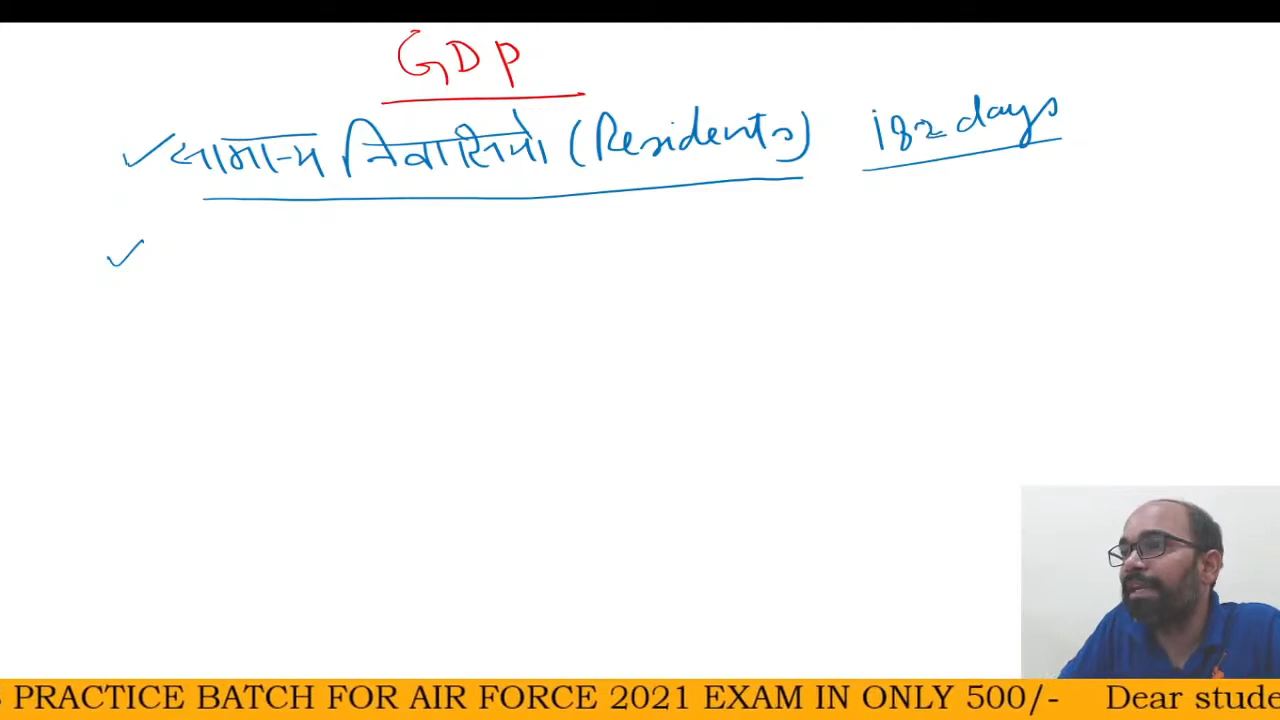 GDP
सामान्य निवासियो (Residents) 182 days
PRACTICE BATCH FOR AIR FORCE 2021 EXAM IN ONLY 500/- Dear stude